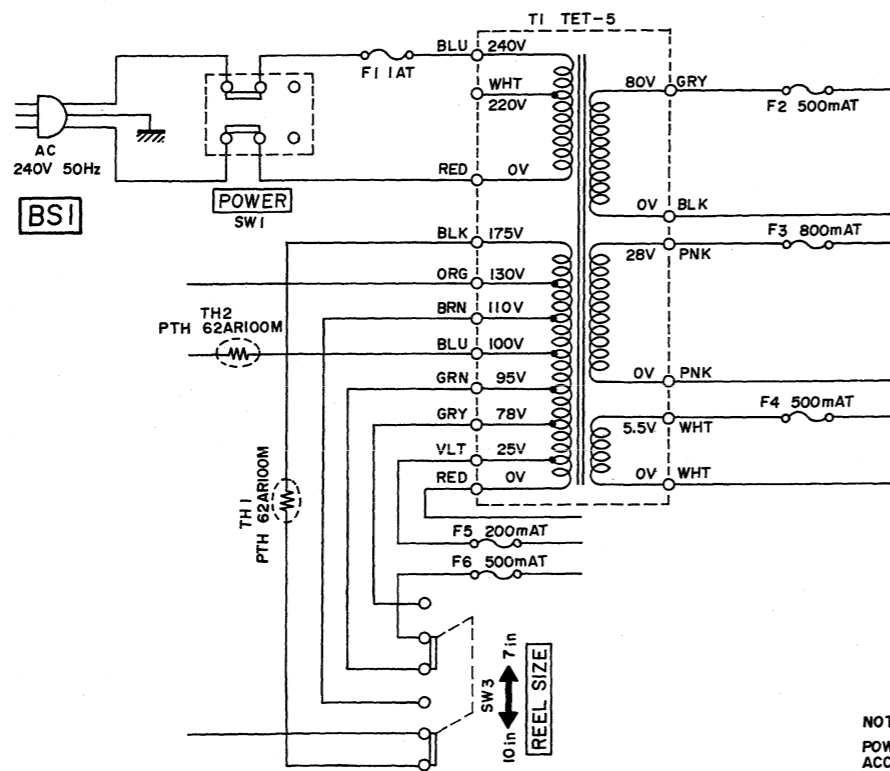 T1 TET-5
BLU 240V
F1 1AT
WHT
220V
80V GRY
F2 500mAT
AC
240V 50Hz
RED 0V
0V BLK
BS1
POWER
SW1
BLK 175V
F3 800mAT
28V PNK
ORG 130V
TH2
PTH 62AR100M
BRN 110V
BLU 100V
GRN 95V
0V PNK
F4 500mAT
GRY 78V
5.5V WHT
VLT 25V
RED 0V
0V WHT
TH1
PTH 62AR100M
F5 200mAT
F6 500mAT
SW3
10in 7in
REEL SIZE
NOT
POW
ACC